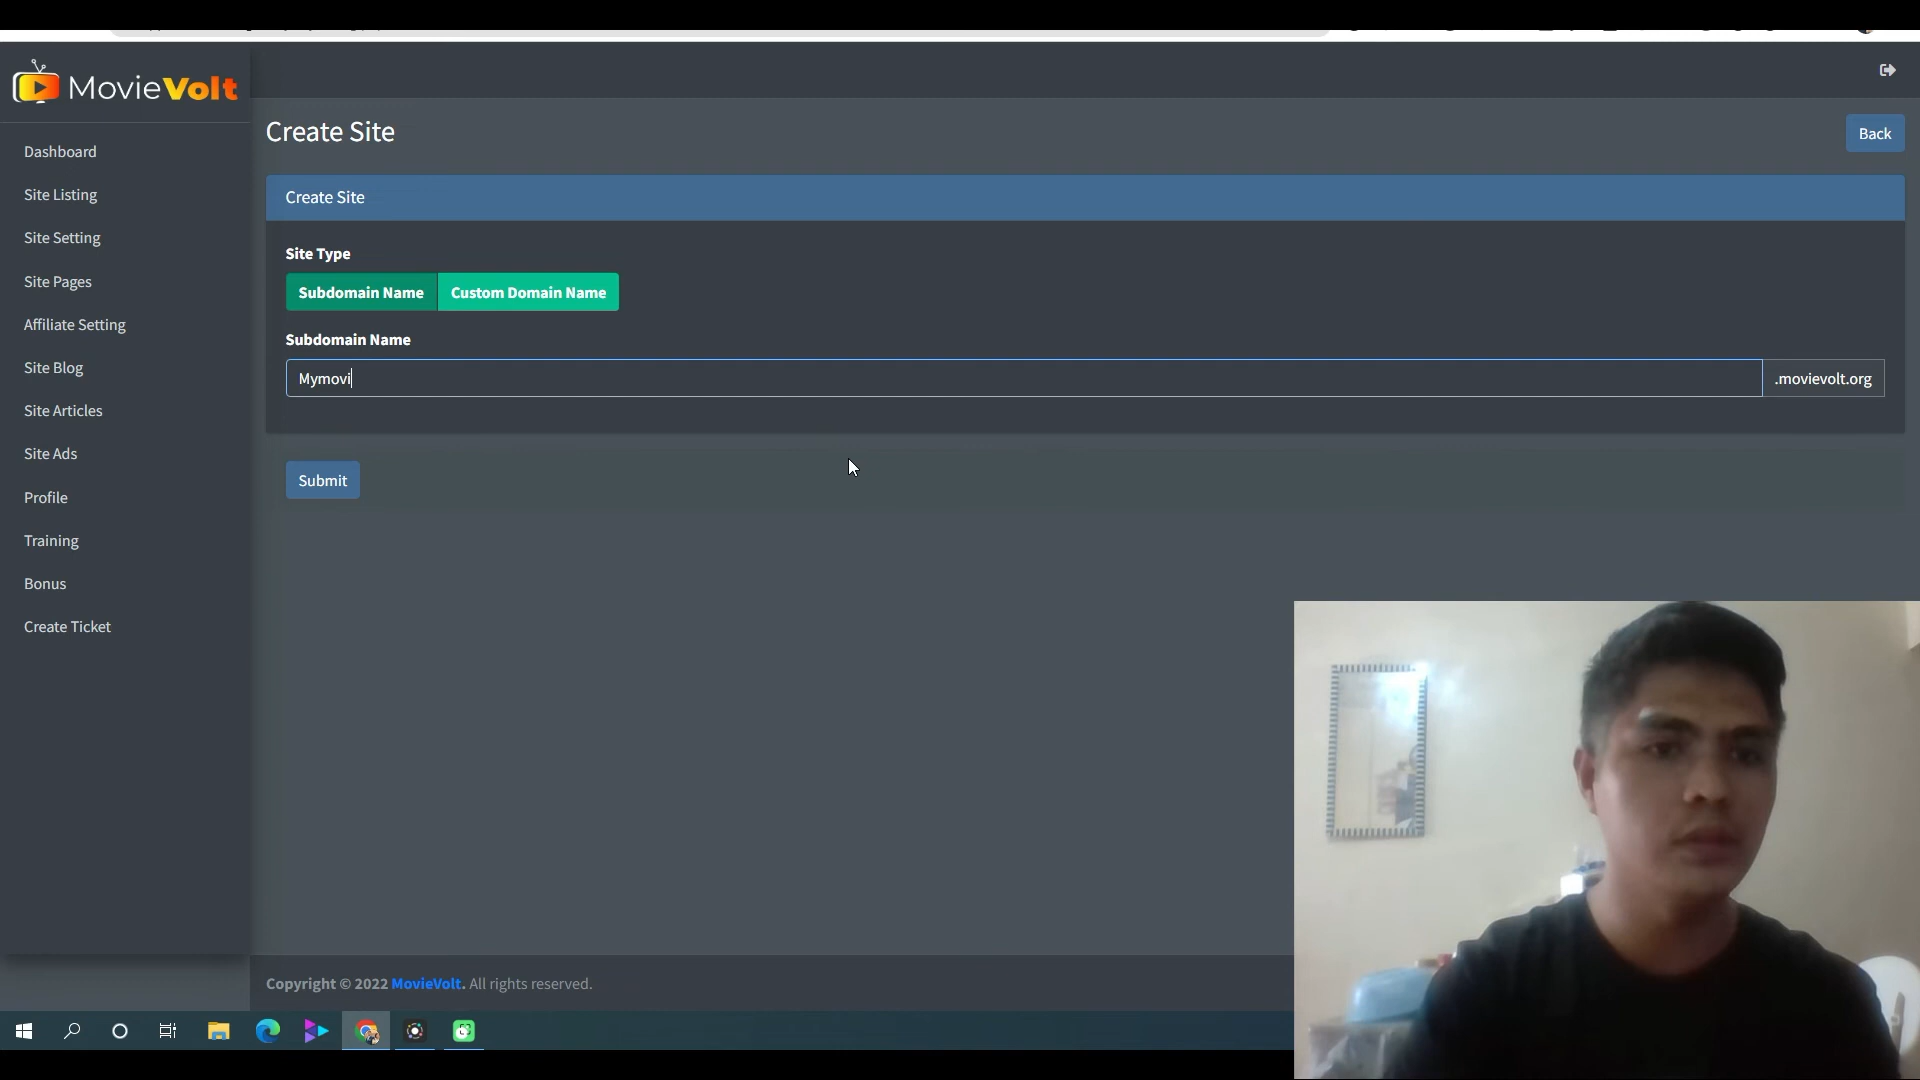 MovieVolt
Dashboard
Site Listing
Site Setting
Site Pages
Affiliate Setting
Site Blog
Site Articles
Site Ads
Profile
Training
Bonus
Create Ticket
Create Site
Back
Create Site
Site Type
Subdomain Name Custom Domain Name
Subdomain Name
Mymovi .movievolt.org
Submit
Copyright © 2022 MovieVolt. All rights reserved.